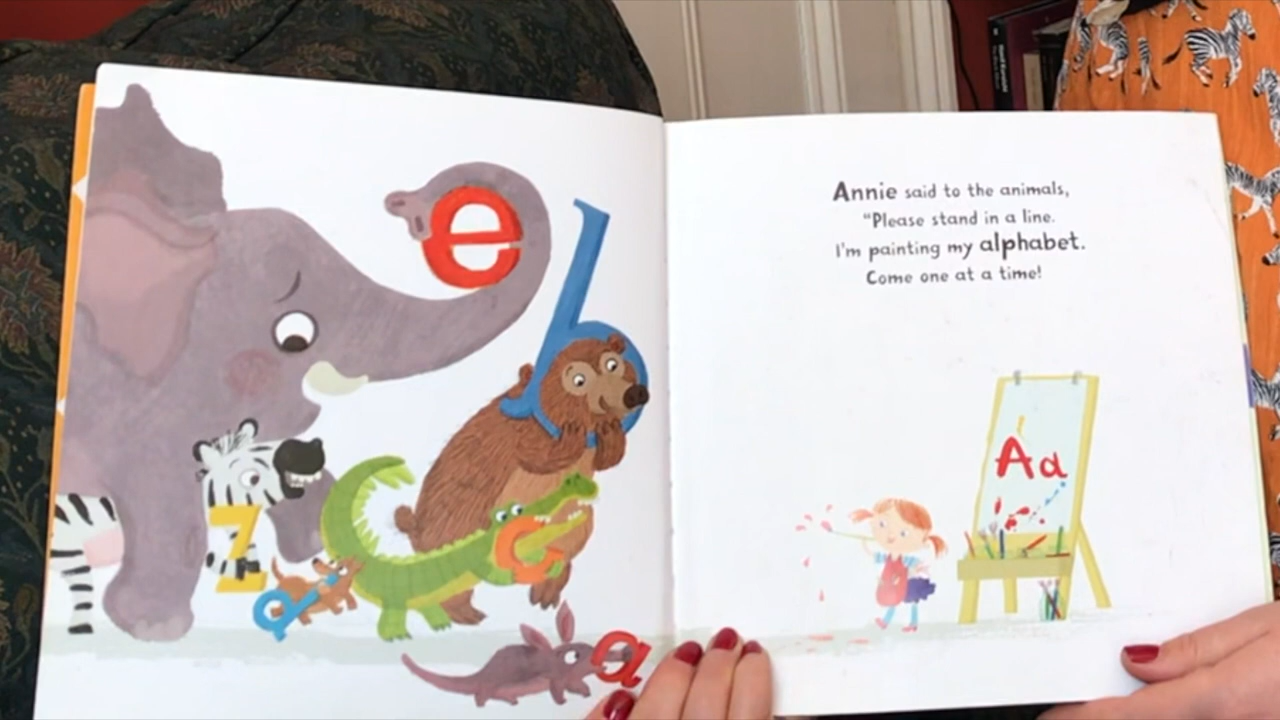 e
b
z
c
d
a
Annie said to the animals,
"Please stand in a line.
I'm painting my alphabet.
Come one at a time!
Aa